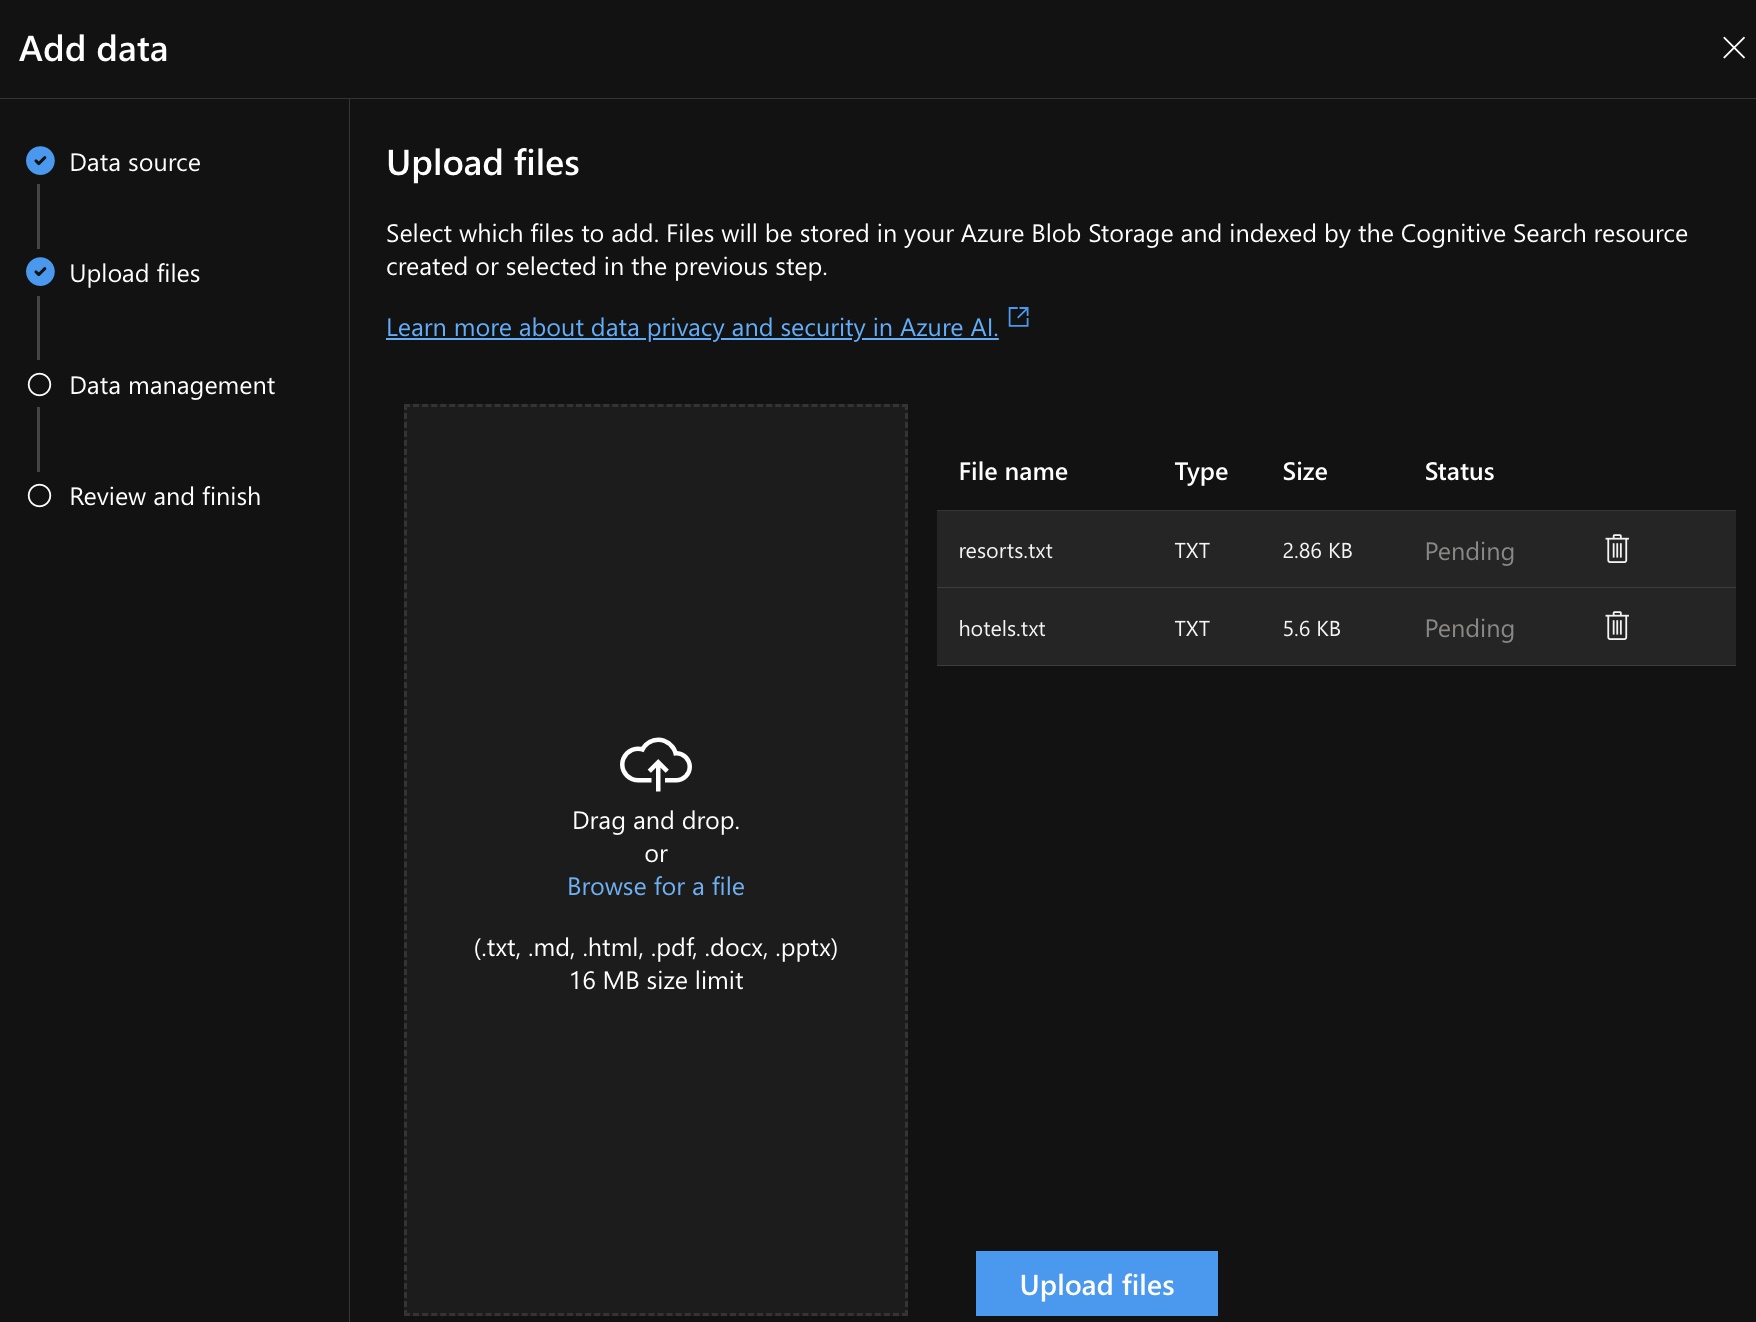 Add data
Data source
Upload files
Data management
Review and finish
Upload files
Select which files to add. Files will be stored in your Azure Blob Storage and indexed by the Cognitive Search resource
created or selected in the previous step.
Learn more about data privacy and security in Azure AI.
Drag and drop.
or
Browse for a file
(.txt, .md, .html, .pdf, .docx, .pptx)
16 MB size limit
File name Type Size Status
resorts.txt TXT 2.86 KB Pending
hotels.txt TXT 5.6 KB Pending
Upload files